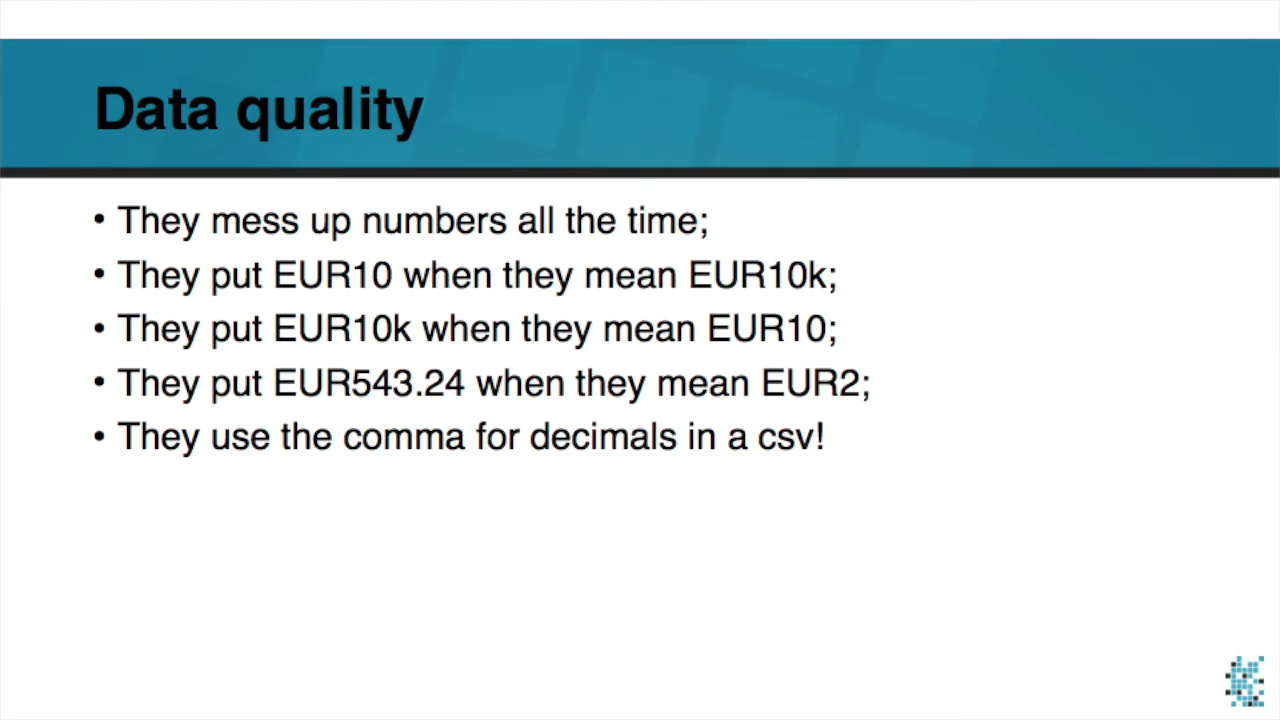 Data quality
• They mess up numbers all the time;
• They put EUR10 when they mean EUR10k;
• They put EUR10k when they mean EUR10;
• They put EUR543.24 when they mean EUR2;
• They use the comma for decimals in a csv!